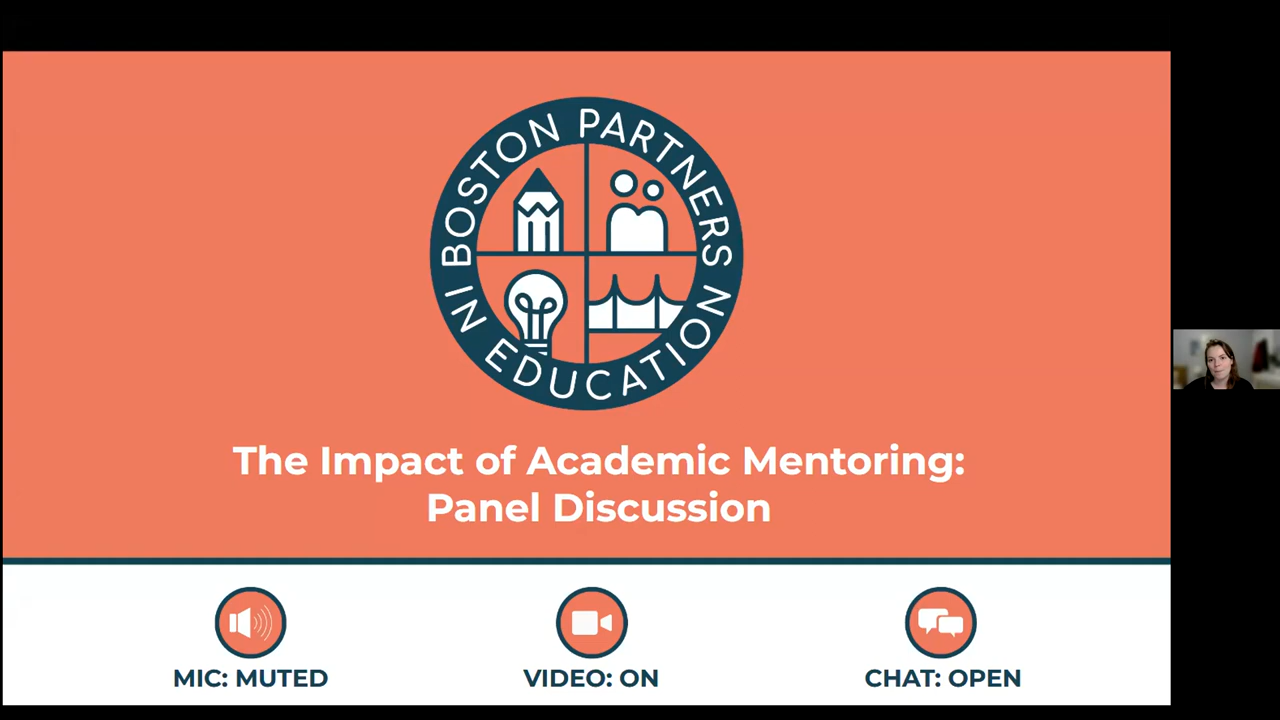 BOSTON PARTNERS
IN EDUCATION
The Impact of Academic Mentoring:
Panel Discussion
MIC: MUTED
VIDEO: ON
CHAT: OPEN